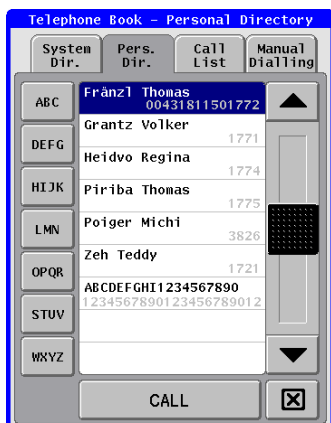 Telephone Book – Personal Directory
System Dir.
Pers. Dir.
Call List
Manual Dialling
ABC
DEFG
HIJK
LMN
OPQR
STUV
WXYZ
Fränzl Thomas
00431811501772
Grantz Volker
1771
Heidvo Regina
1774
Piriba Thomas
1775
Poiger Michi
3826
Zeh Teddy
1721
ABCDEFGHI1234567890
1234567890123456789012
CALL